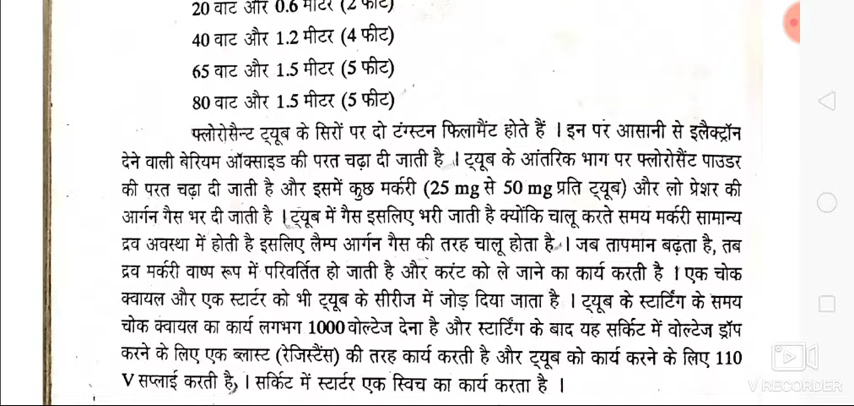 20 वाट और 0.6 मीटर (2 फीट)
40 वाट और 1.2 मीटर (4 फीट)
65 वाट और 1.5 मीटर (5 फीट)
80 वाट और 1.5 मीटर (5 फीट)
फ्लोरोसैन्ट ट्यूब के सिरों पर दो टंग्स्टन फिलामैंट होते हैं । इन पर आसानी से इलैक्ट्रॉन
देने वाली बेरियम ऑक्साइड की परत चढ़ा दी जाती है । ट्यूब के आंतरिक भाग पर फ्लोरोसैंट पाउडर
की परत चढ़ा दी जाती है और इसमें कुछ मर्करी (25 mg से 50 mg प्रति ट्यूब) और लो प्रेशर की
आर्गन गैस भर दी जाती है । ट्यूब में गैस इसलिए भरी जाती है क्योंकि चालू करते समय मर्करी सामान्य
द्रव अवस्था में होती है इसलिए लैम्प आर्गन गैस की तरह चालू होता है । जब तापमान बढ़ता है, तब
द्रव मर्करी वाष्प रूप में परिवर्तित हो जाती है और करंट को ले जाने का कार्य करती है । एक चोक
क्वायल और एक स्टार्टर को भी ट्यूब के सीरीज में जोड़ दिया जाता है । ट्यूब के स्टार्टिंग के समय
चोक क्वायल का कार्य लगभग 1000 वोल्टेज देना है और स्टार्टिंग के बाद यह सर्किट में वोल्टेज ड्रॉप
करने के लिए एक ब्लास्ट (रेजिस्टैंस) की तरह कार्य करती है और ट्यूब को कार्य करने के लिए 110
V सप्लाई करती है, । सर्किट में स्टार्टर एक स्विच का कार्य करता है ।
V RECORDER